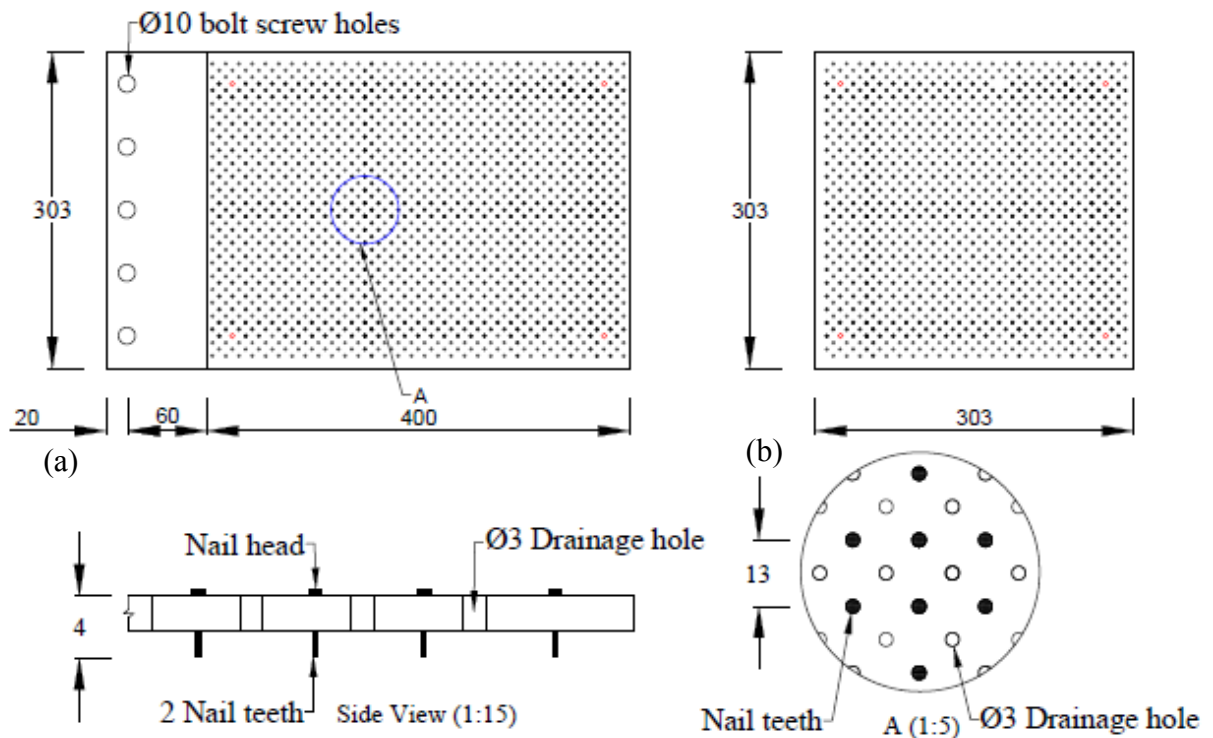 Ø10 bolt screw holes
303
303
A
20
60
400
303
(a)
(b)
Nail head
Ø3 Drainage hole
4
13
2 Nail teeth
Side View (1:15)
Nail teeth
A (1:5)
Ø3 Drainage hole